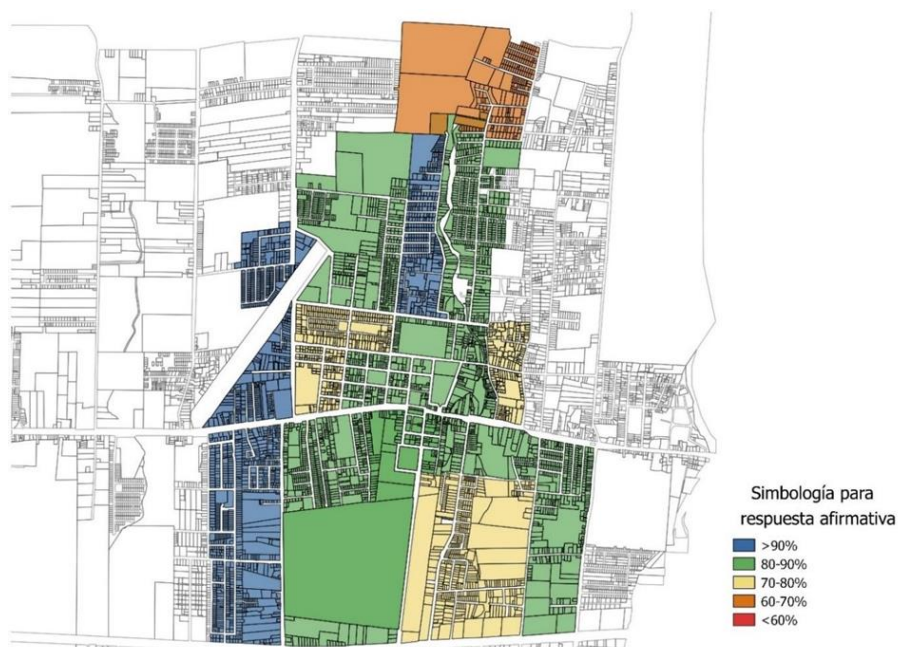 Simbología para
respuesta afirmativa
>90%
80-90%
70-80%
60-70%
<60%